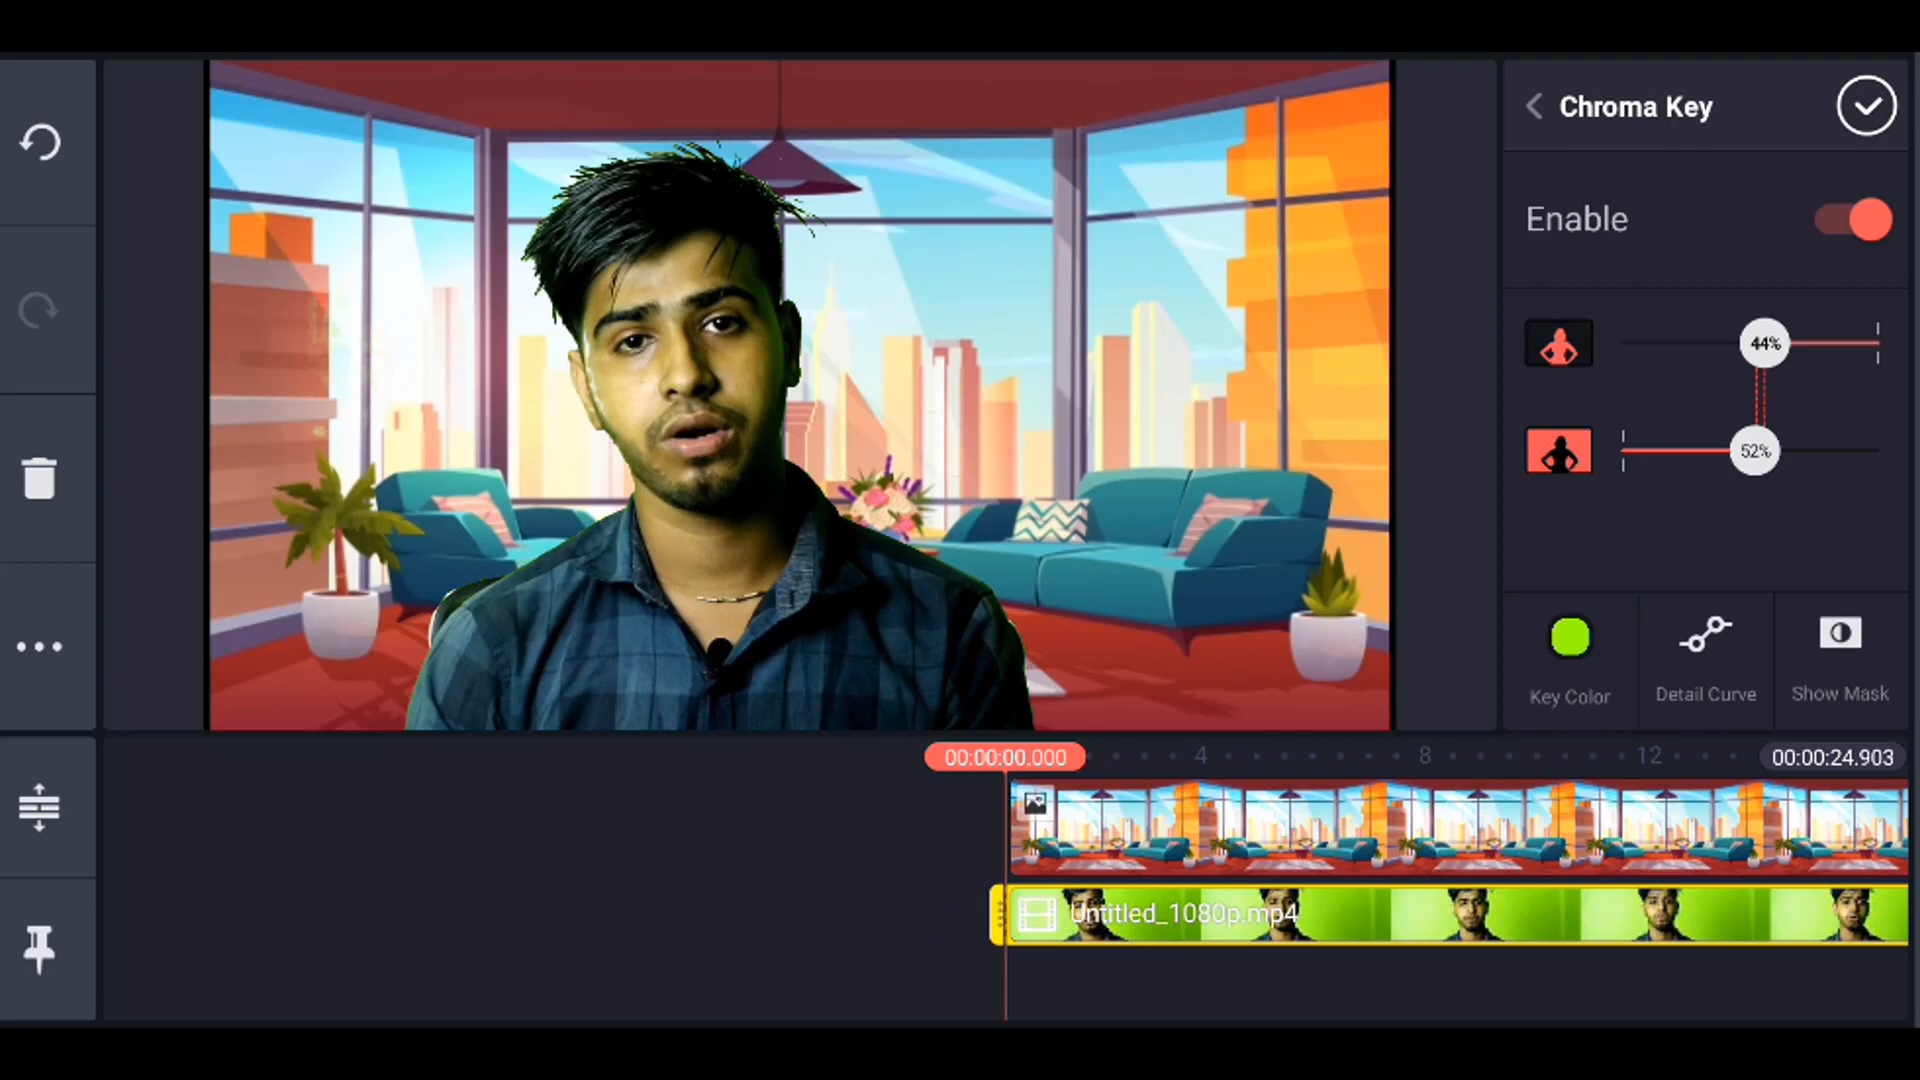 Chroma Key
Enable
44%
52%
Key Color
Detail Curve
Show Mask
00:00:00.000
4
8
12
00:00:24.903
Untitled_1080p.mp4